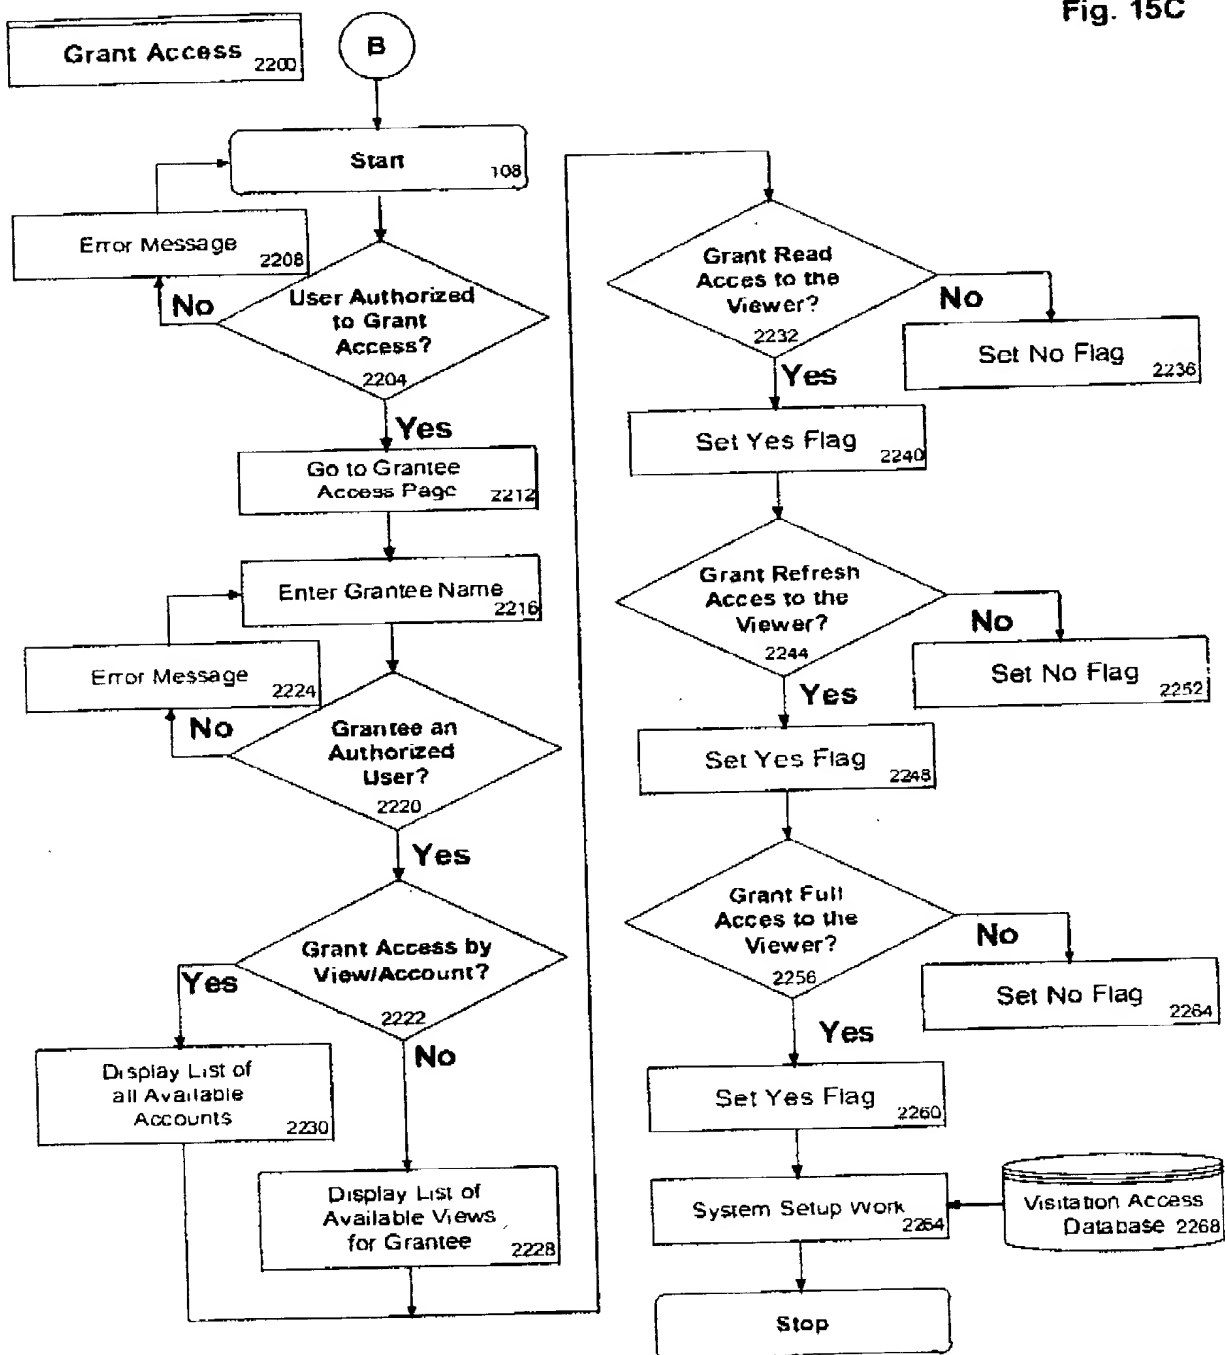 Fig. 15C
Grant Access
2200
B
Start
108
Error Message
2208
No
User Authorized
to Grant
Access?
2204
Yes
Go to Grantee
Access Page
2212
Enter Grantee Name
2216
Error Message
2224
No
Grantee an
Authorized
User?
2220
Yes
Grant Access by
View/Account?
2222
Yes
No
Display List of
all Available
Accounts
2230
Display List of
Available Views
for Grantee
2228
Grant Read
Acces to the
Viewer?
2232
No
Set No Flag
2236
Yes
Set Yes Flag
2240
Grant Refresh
Acces to the
Viewer?
2244
No
Set No Flag
2252
Yes
Set Yes Flag
2248
Grant Full
Acces to the
Viewer?
2256
No
Set No Flag
2264
Yes
Set Yes Flag
2260
System Setup Work
2264
Visitation Access
Database 2268
Stop